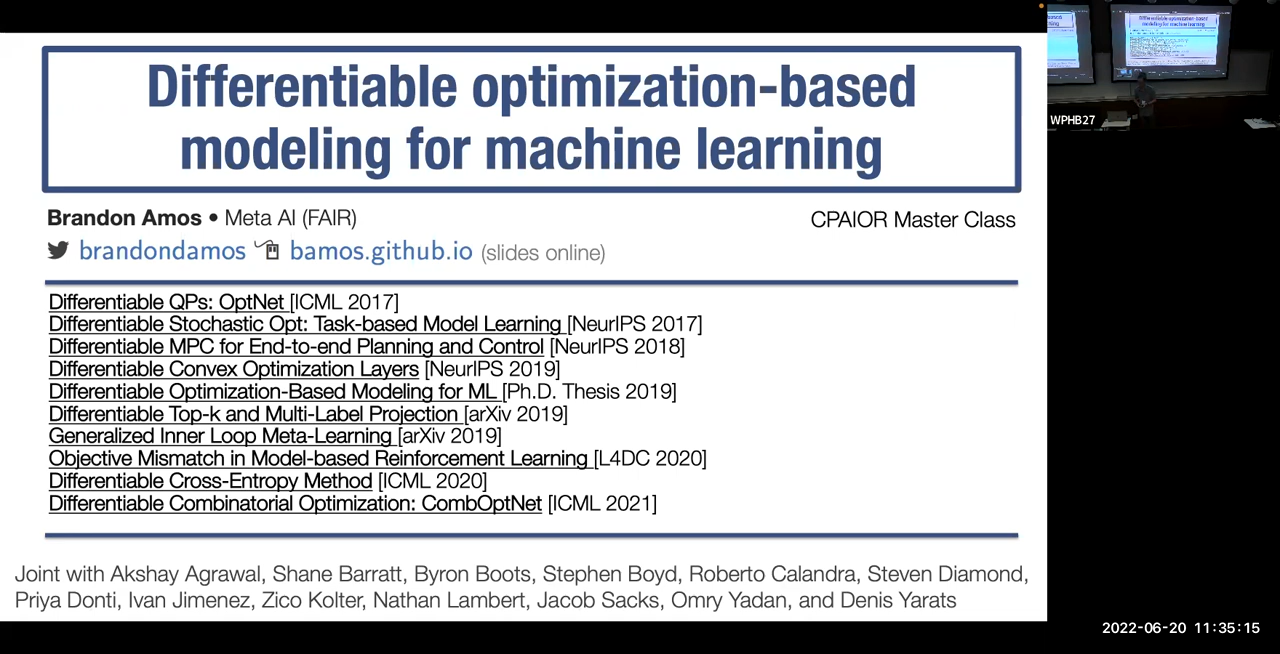 Differentiable optimization-based
modeling for machine learning
Brandon Amos • Meta AI (FAIR)
CPAIOR Master Class
brandondamos bamos.github.io (slides online)
Differentiable QPs: OptNet [ICML 2017]
Differentiable Stochastic Opt: Task-based Model Learning [NeurIPS 2017]
Differentiable MPC for End-to-end Planning and Control [NeurIPS 2018]
Differentiable Convex Optimization Layers [NeurIPS 2019]
Differentiable Optimization-Based Modeling for ML [Ph.D. Thesis 2019]
Differentiable Top-k and Multi-Label Projection [arXiv 2019]
Generalized Inner Loop Meta-Learning [arXiv 2019]
Objective Mismatch in Model-based Reinforcement Learning [L4DC 2020]
Differentiable Cross-Entropy Method [ICML 2020]
Differentiable Combinatorial Optimization: CombOptNet [ICML 2021]
Joint with Akshay Agrawal, Shane Barratt, Byron Boots, Stephen Boyd, Roberto Calandra, Steven Diamond,
Priya Donti, Ivan Jimenez, Zico Kolter, Nathan Lambert, Jacob Sacks, Omry Yadan, and Denis Yarats
Differentiable optimization-based
modeling for machine learning
WPHB27
2022-06-20 11:35:15